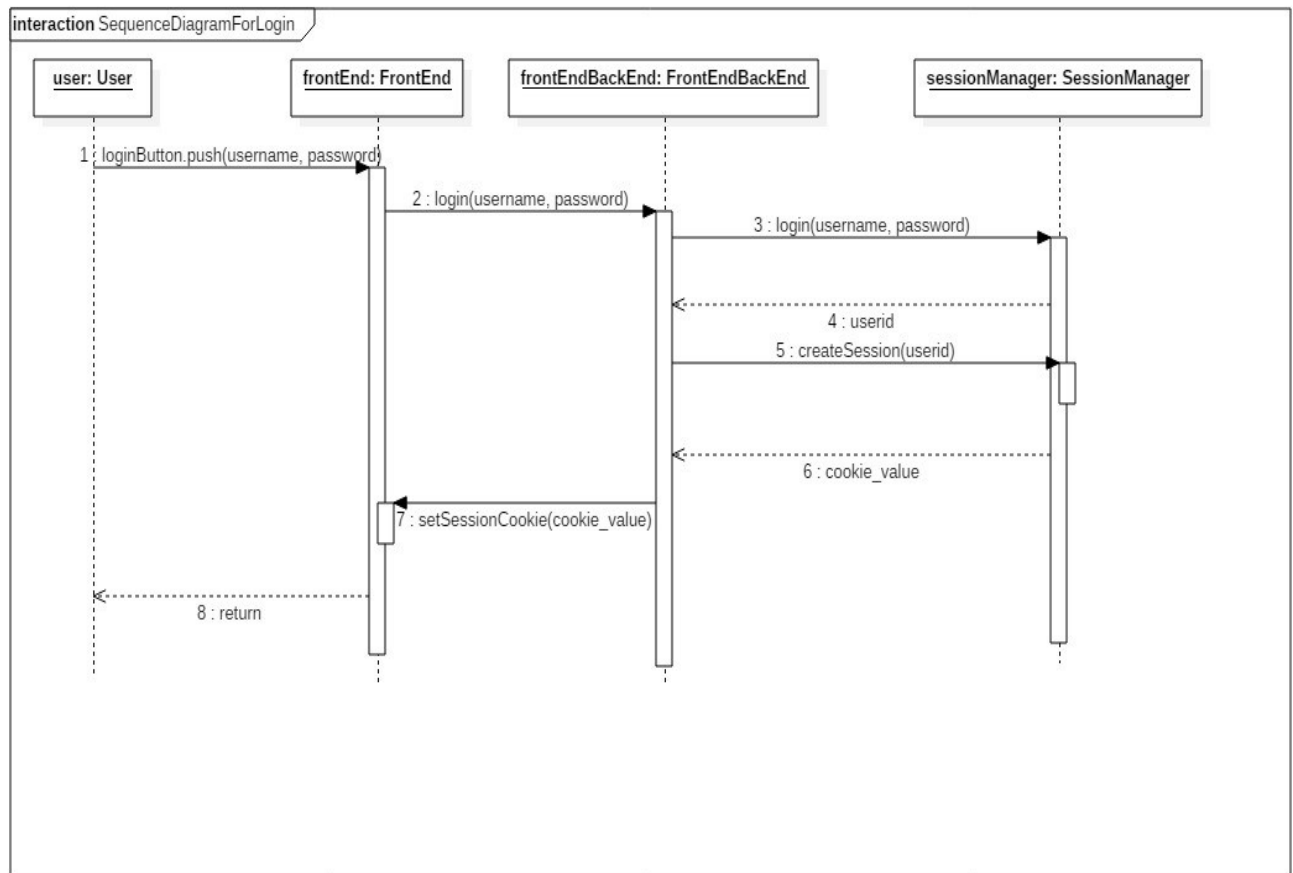 interaction SequenceDiagramForLogin
user: User
frontEnd: FrontEnd
frontEndBackEnd: FrontEndBackEnd
sessionManager: SessionManager
1 : loginButton.push(username, password)
2 : login(username, password)
3 : login(username, password)
4 : userid
5 : createSession(userid)
6 : cookie_value
7 : setSessionCookie(cookie_value)
8 : return